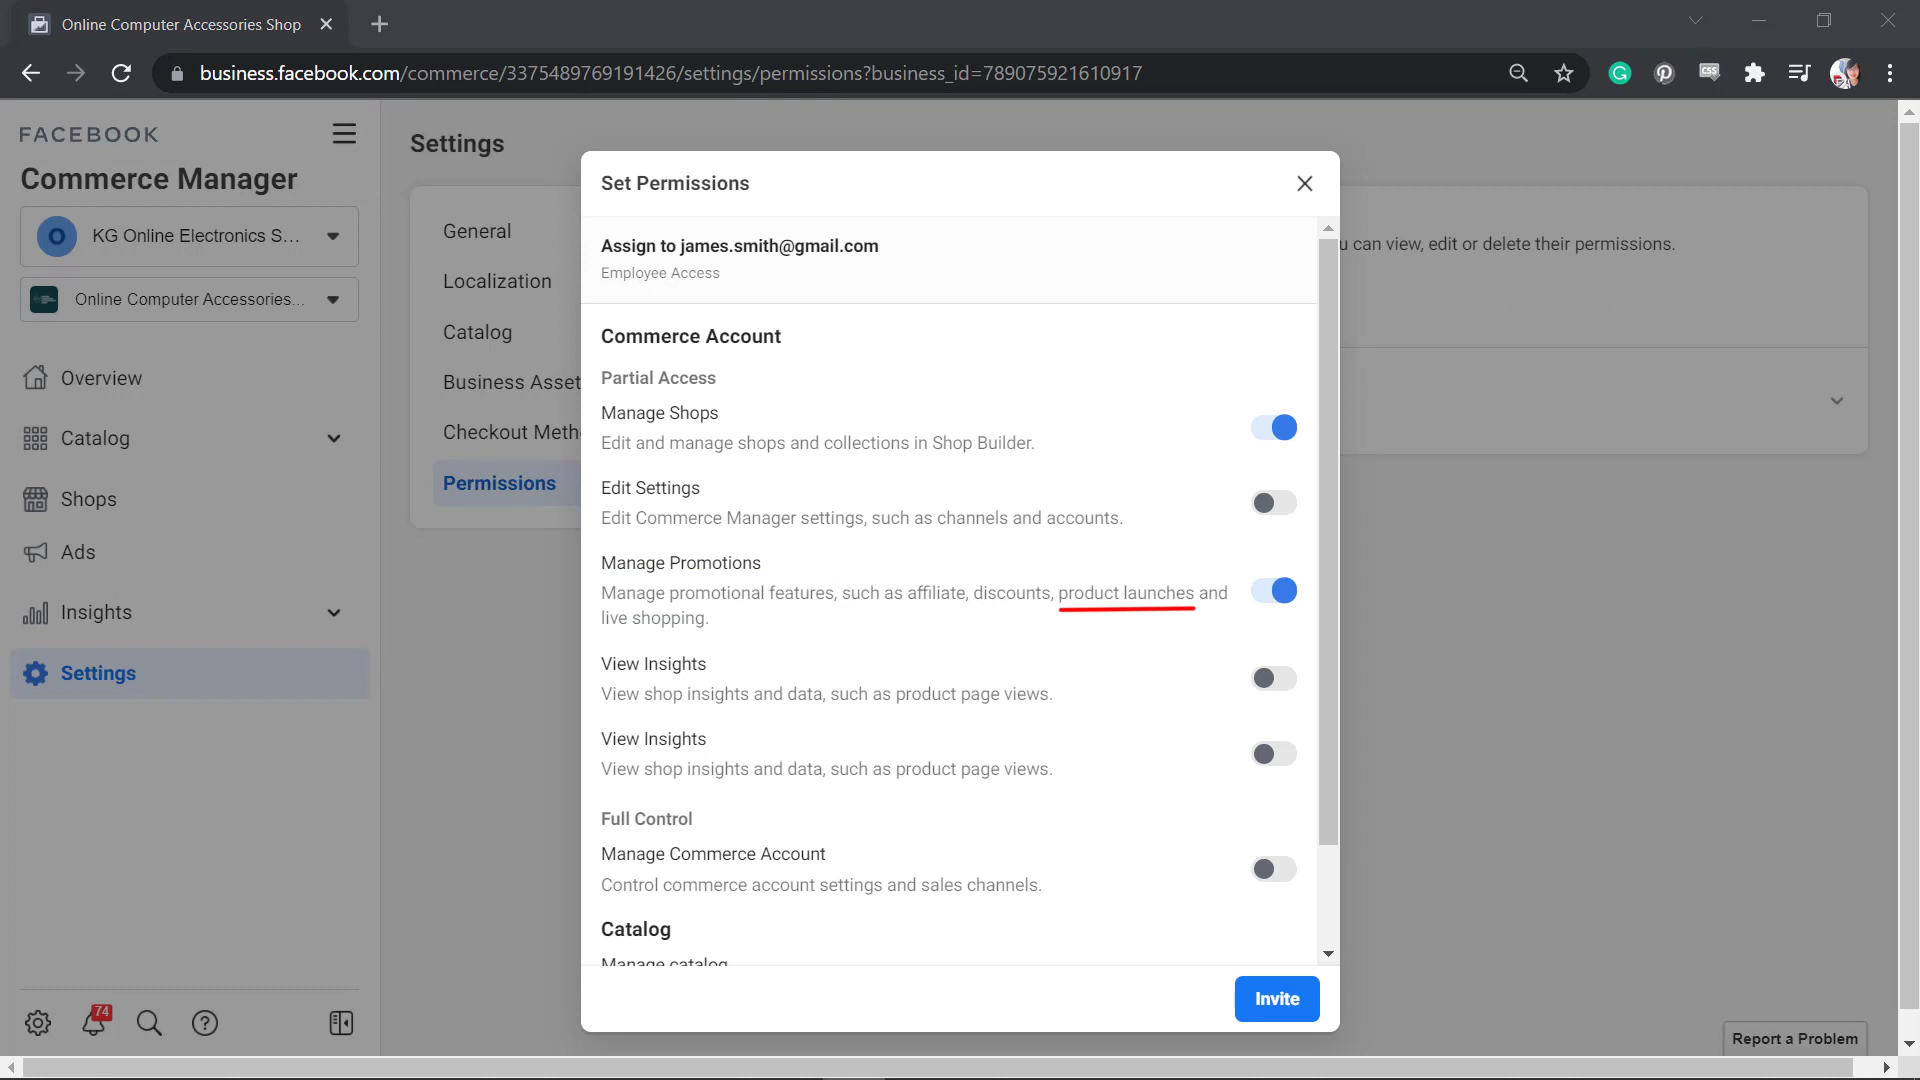 Online Computer Accessories Shop
business.facebook.com/commerce/3375489769191426/settings/permissions?business_id=789075921610917
FACEBOOK
Commerce Manager
O KG Online Electronics S...
Online Computer Accessories...
Overview
Catalog
Shops
Ads
Insights
Settings
74
Settings
General
Localization
Catalog
Business Asset
Checkout Meth
Permissions
u can view, edit or delete their permissions.
Set Permissions
Assign to james.smith@gmail.com
Employee Access
Commerce Account
Partial Access
Manage Shops
Edit and manage shops and collections in Shop Builder.
Edit Settings
Edit Commerce Manager settings, such as channels and accounts.
Manage Promotions
Manage promotional features, such as affiliate, discounts, product launches and
live shopping.
View Insights
View shop insights and data, such as product page views.
View Insights
View shop insights and data, such as product page views.
Full Control
Manage Commerce Account
Control commerce account settings and sales channels.
Catalog
Manage catalog
Invite
Report a Problem